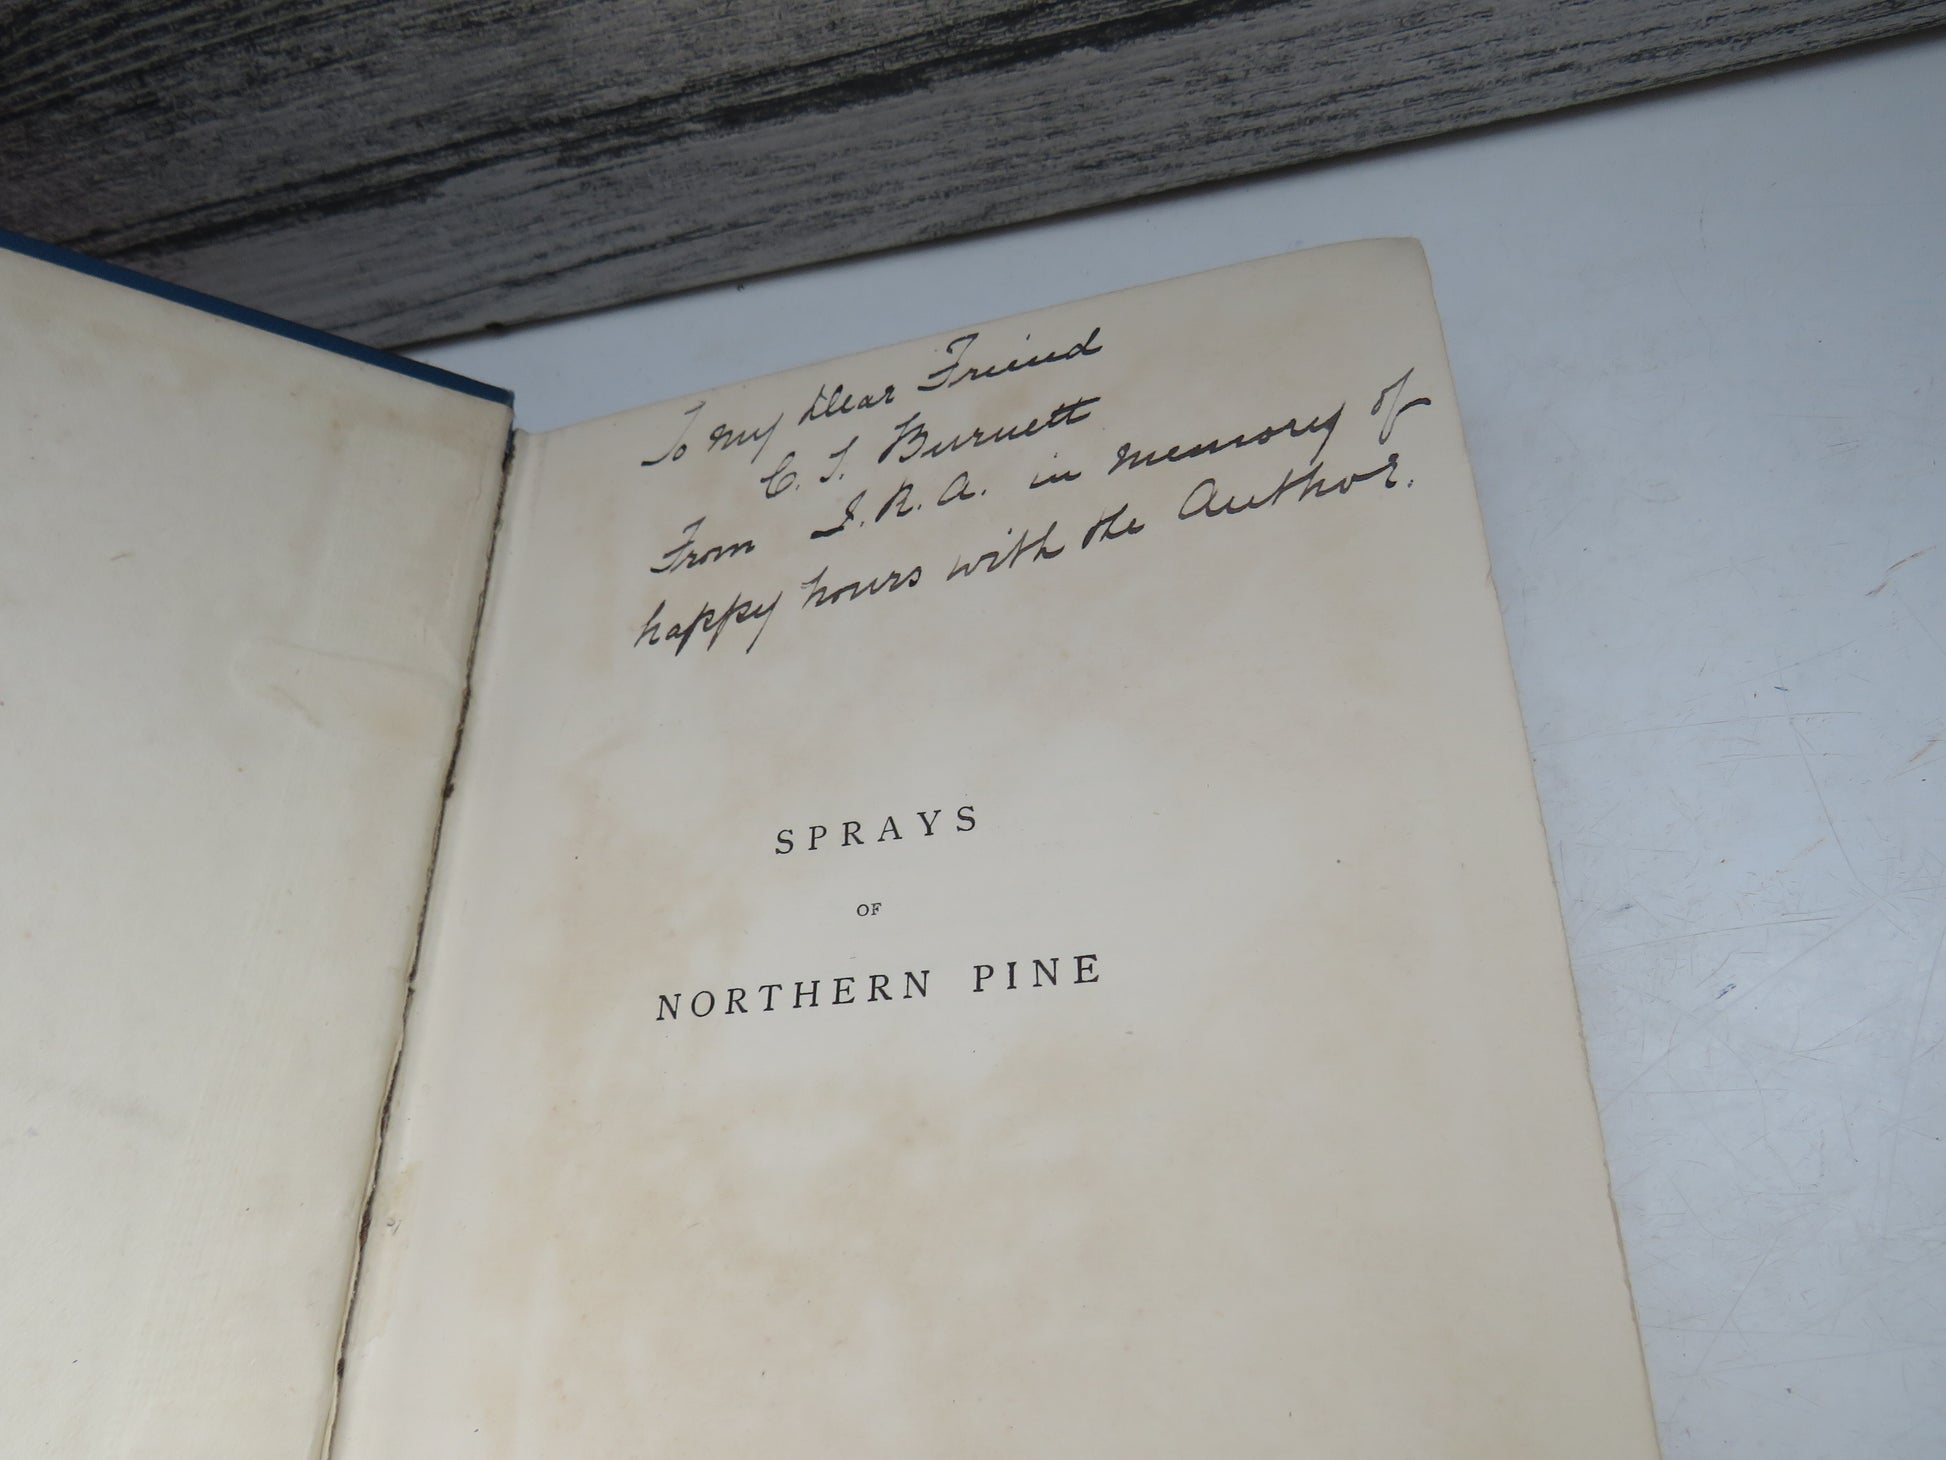 To my dear Friend
C. T. Burnett
From J. R. A. in memory of
happy hours with the Author.
SPRAYS
OF
NORTHERN PINE